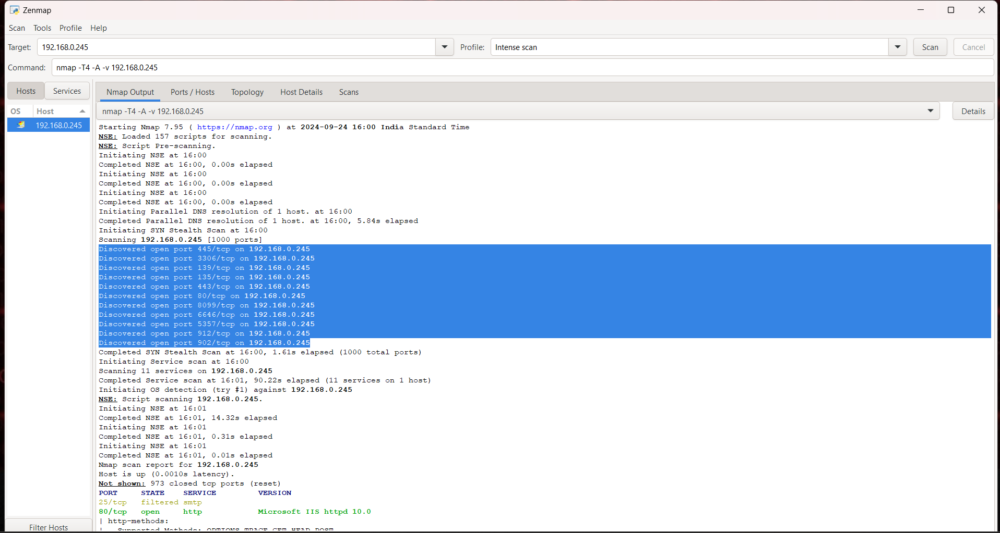 Zenmap
Scan Tools Profile Help
Target: 192.168.0.245 Profile: Intense scan Scan Cancel
Command: nmap -T4 -A -v 192.168.0.245
Hosts Services
Nmap Output Ports / Hosts Topology Host Details Scans
OS Host
nmap -T4 -A -v 192.168.0.245 Details
192.168.0.245
Starting Nmap 7.95 ( https://nmap.org ) at 2024-09-24 16:00 India Standard Time
NSE: Loaded 157 scripts for scanning.
NSE: Script Pre-scanning.
Initiating NSE at 16:00
Completed NSE at 16:00, 0.00s elapsed
Initiating NSE at 16:00
Completed NSE at 16:00, 0.00s elapsed
Initiating NSE at 16:00
Completed NSE at 16:00, 0.00s elapsed
Initiating Parallel DNS resolution of 1 host. at 16:00
Completed Parallel DNS resolution of 1 host. at 16:00, 5.84s elapsed
Initiating SYN Stealth Scan at 16:00
Scanning 192.168.0.245 [1000 ports]
Discovered open port 445/tcp on 192.168.0.245
Discovered open port 3306/tcp on 192.168.0.245
Discovered open port 139/tcp on 192.168.0.245
Discovered open port 135/tcp on 192.168.0.245
Discovered open port 443/tcp on 192.168.0.245
Discovered open port 80/tcp on 192.168.0.245
Discovered open port 8099/tcp on 192.168.0.245
Discovered open port 6646/tcp on 192.168.0.245
Discovered open port 5357/tcp on 192.168.0.245
Discovered open port 912/tcp on 192.168.0.245
Discovered open port 902/tcp on 192.168.0.245
Completed SYN Stealth Scan at 16:00, 1.61s elapsed (1000 total ports)
Initiating Service scan at 16:00
Scanning 11 services on 192.168.0.245
Completed Service scan at 16:01, 90.22s elapsed (11 services on 1 host)
Initiating OS detection (try #1) against 192.168.0.245
NSE: Script scanning 192.168.0.245.
Initiating NSE at 16:01
Completed NSE at 16:01, 14.32s elapsed
Initiating NSE at 16:01
Completed NSE at 16:01, 0.31s elapsed
Initiating NSE at 16:01
Completed NSE at 16:01, 0.01s elapsed
Nmap scan report for 192.168.0.245
Host is up (0.0010s latency).
Not shown: 973 closed tcp ports (reset)
PORT STATE SERVICE VERSION
25/tcp filtered smtp
80/tcp open http Microsoft IIS httpd 10.0
| http-methods:
| Supported Methods: OPTIONS TRACE GET HEAD POST
Filter Hosts